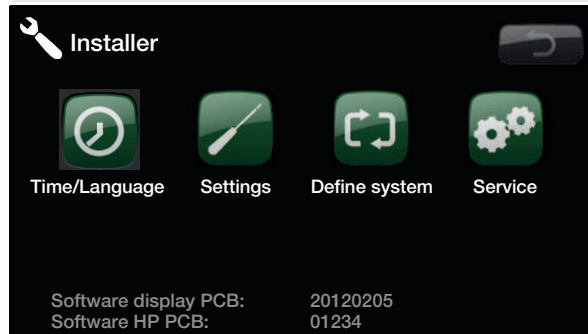 Installer
Time/Language Settings Define system Service
Software display PCB: 20120205
Software HP PCB: 01234